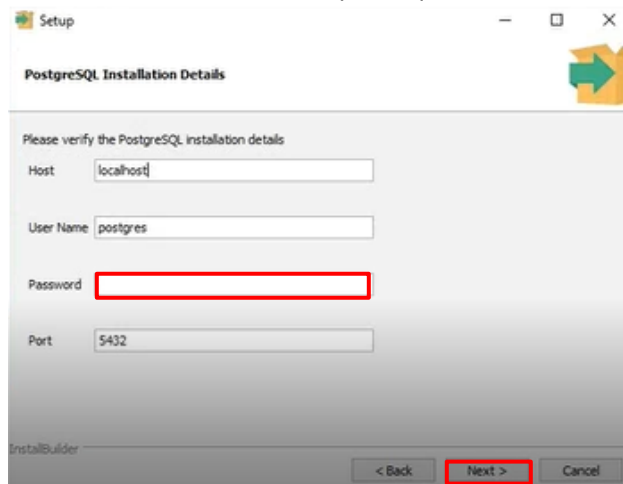 Setup
PostgreSQL Installation Details
Please verify the PostgreSQL installation details
Host localhost
User Name postgres
Password
Port 5432
InstallBuilder
< Back Next > Cancel